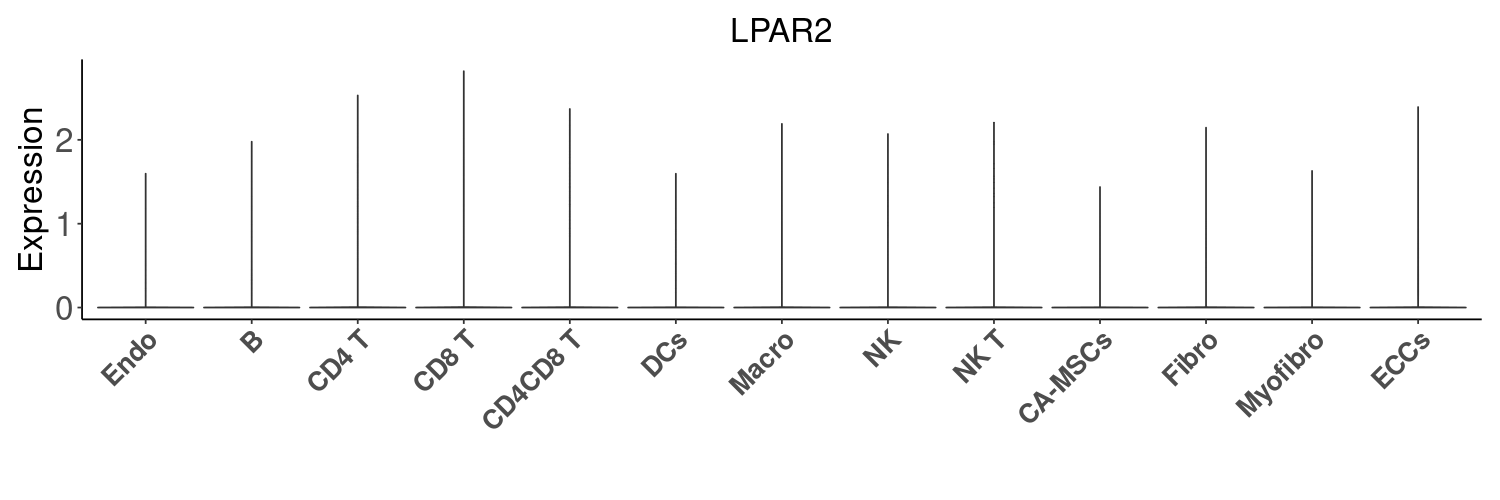 LPAR2
Expression
2
1
0
Endo
B
CD4 T
CD8 T
CD4CD8 T
DCs
Macro
NK
NK T
CA-MSCs
Fibro
Myofibro
ECCs